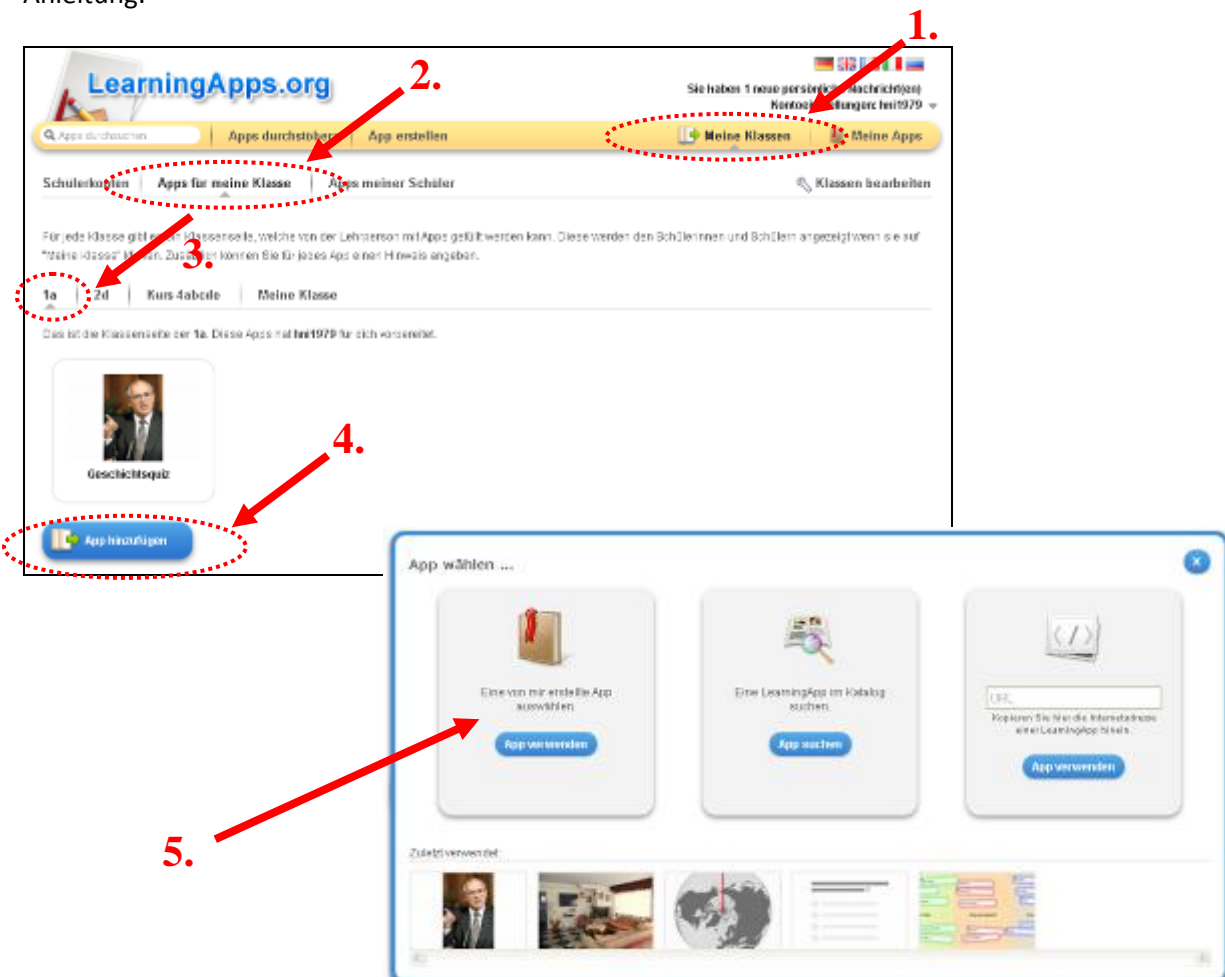 Anleitung:
1.
LearningApps.org
2.
Sie haben 1 neue persönliche Nachricht(en)
Kontoeinstellungen: hni1979
Apps durchsuchen
Apps durchstöbern
App erstellen
Meine Klassen
Meine Apps
Schülerkonten
Apps für meine Klasse
Apps meiner Schüler
Klassen bearbeiten
Für jede Klasse gibt es ein Klassenseite, welche von der Lehrperson mit Apps gefüllt werden kann. Diese werden den Schülerinnen und Schülern angezeigt wenn sie auf
"Meine Klasse" klicken. Zusätzlich können Sie für jedes App einen Hinweis angeben.
3.
1a
2d
Kurs 4abcde
Meine Klasse
Das ist die Klassenseite der 1a. Diese Apps hat hni1979 für dich vorbereitet.
Geschichtsquiz
4.
App hinzufügen
App wählen ...
Eine von mir erstellte App
auswählen.
App verwenden
Eine LearningApp im Katalog
suchen.
App suchen
URL
Kopieren Sie hier die Internetadresse
einer LearningApp hinein.
App verwenden
5.
Zuletzt verwendet: